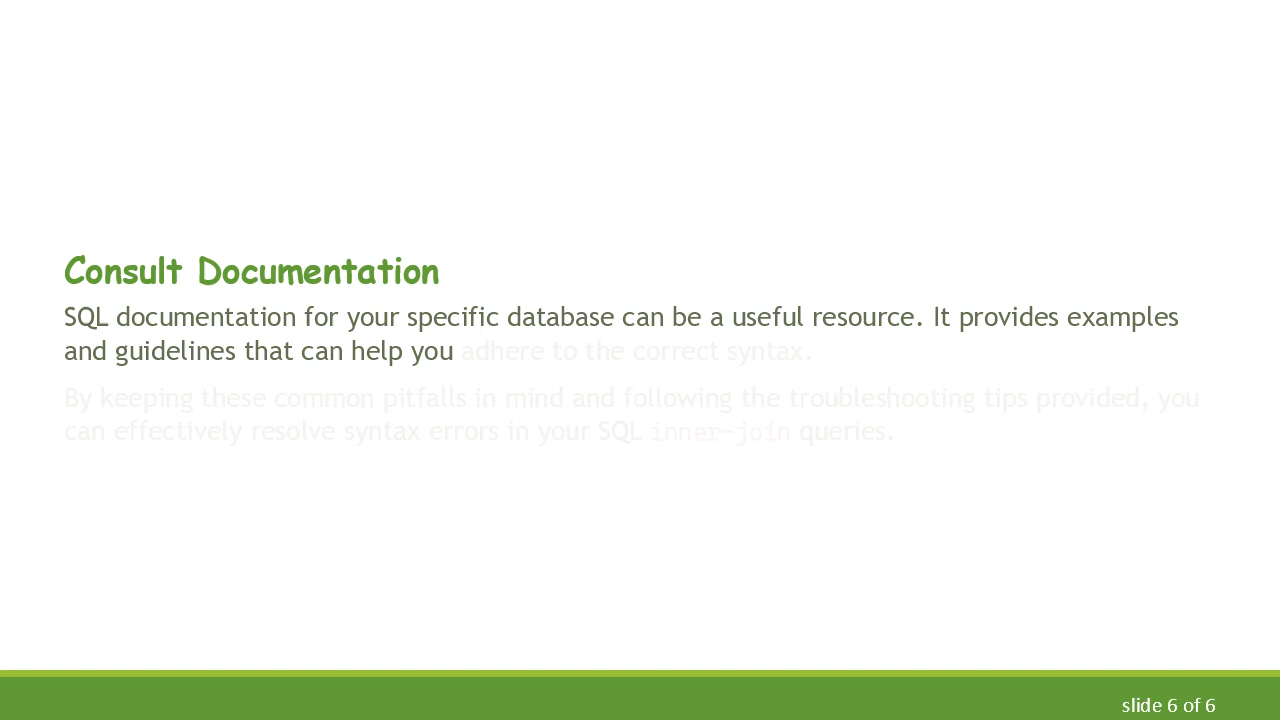 Consult Documentation
SQL documentation for your specific database can be a useful resource. It provides examples
and guidelines that can help you adhere to the correct syntax.
By keeping these common pitfalls in mind and following the troubleshooting tips provided, you
can effectively resolve syntax errors in your SQL inner-join queries.
slide 6 of 6